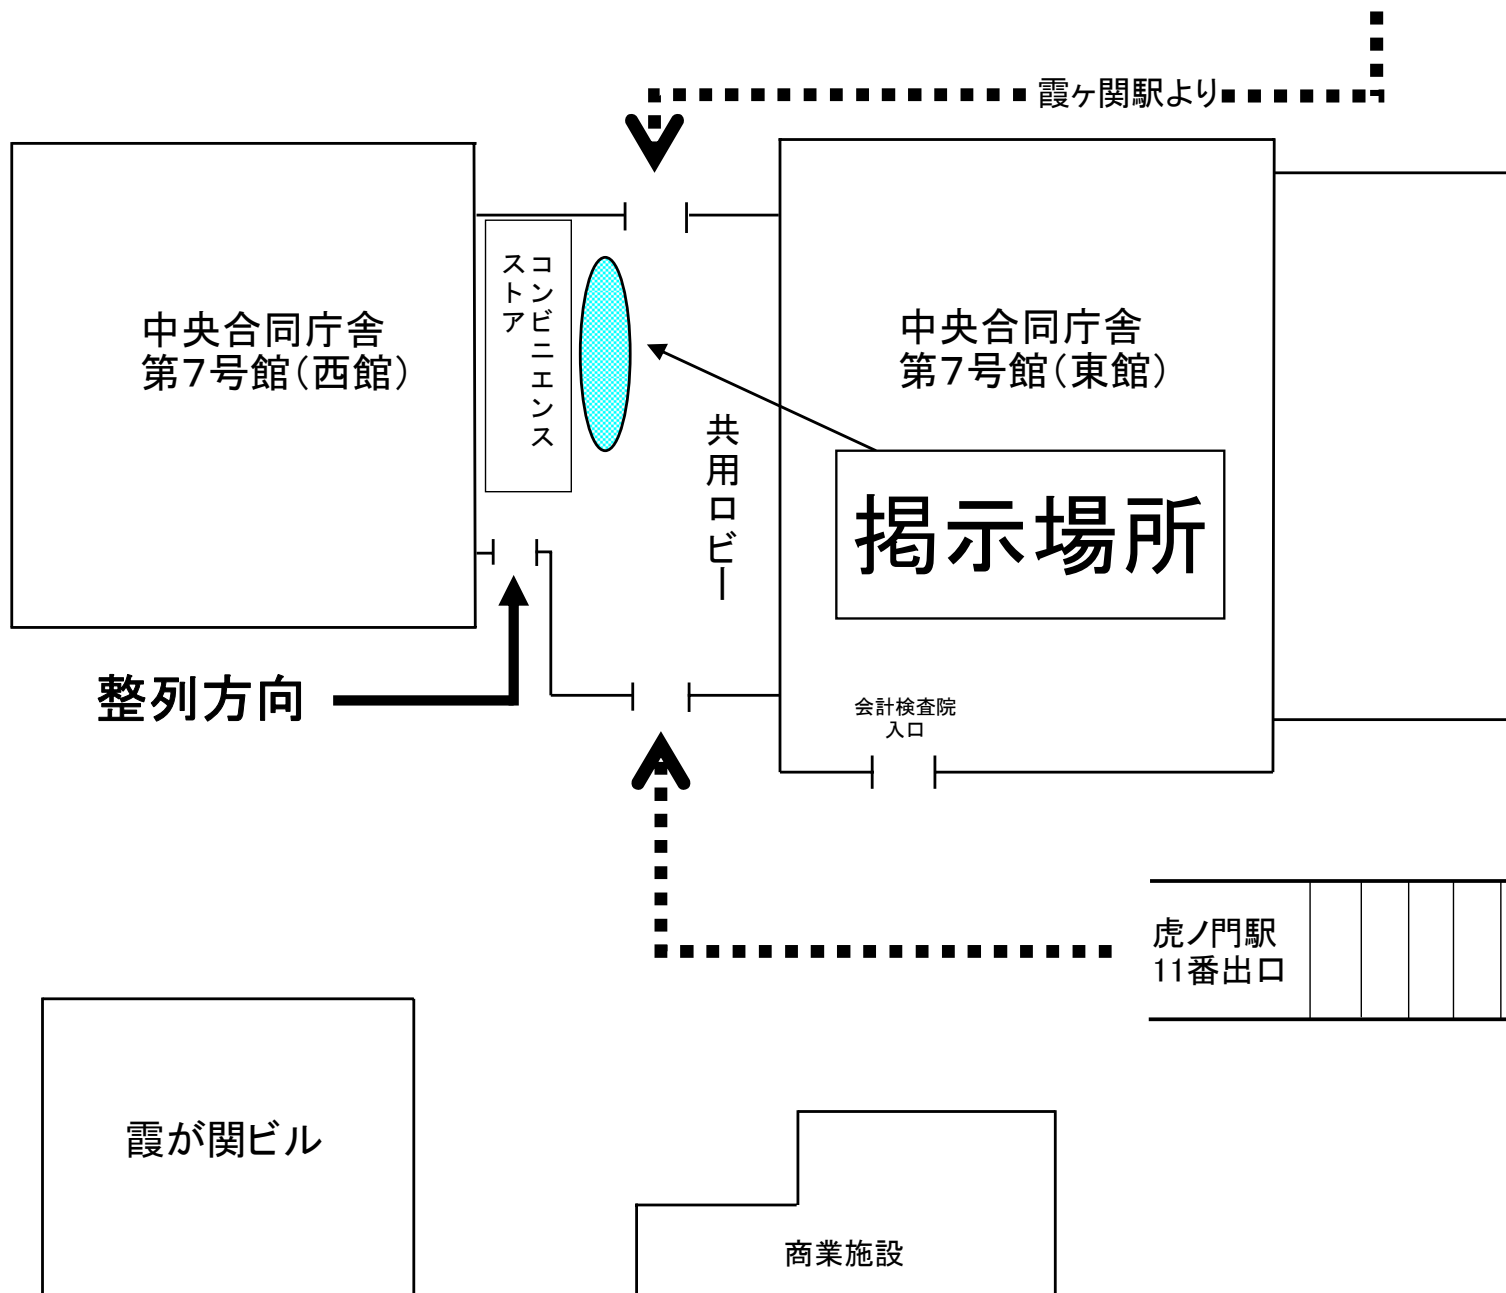 霞ヶ関駅より
中央合同庁舎
第7号館（西館）
コンビニエンス
ストア
中央合同庁舎
第7号館（東館）
共用ロビー
掲示場所
整列方向
会計検査院
入口
虎ノ門駅
11番出口
霞が関ビル
商業施設